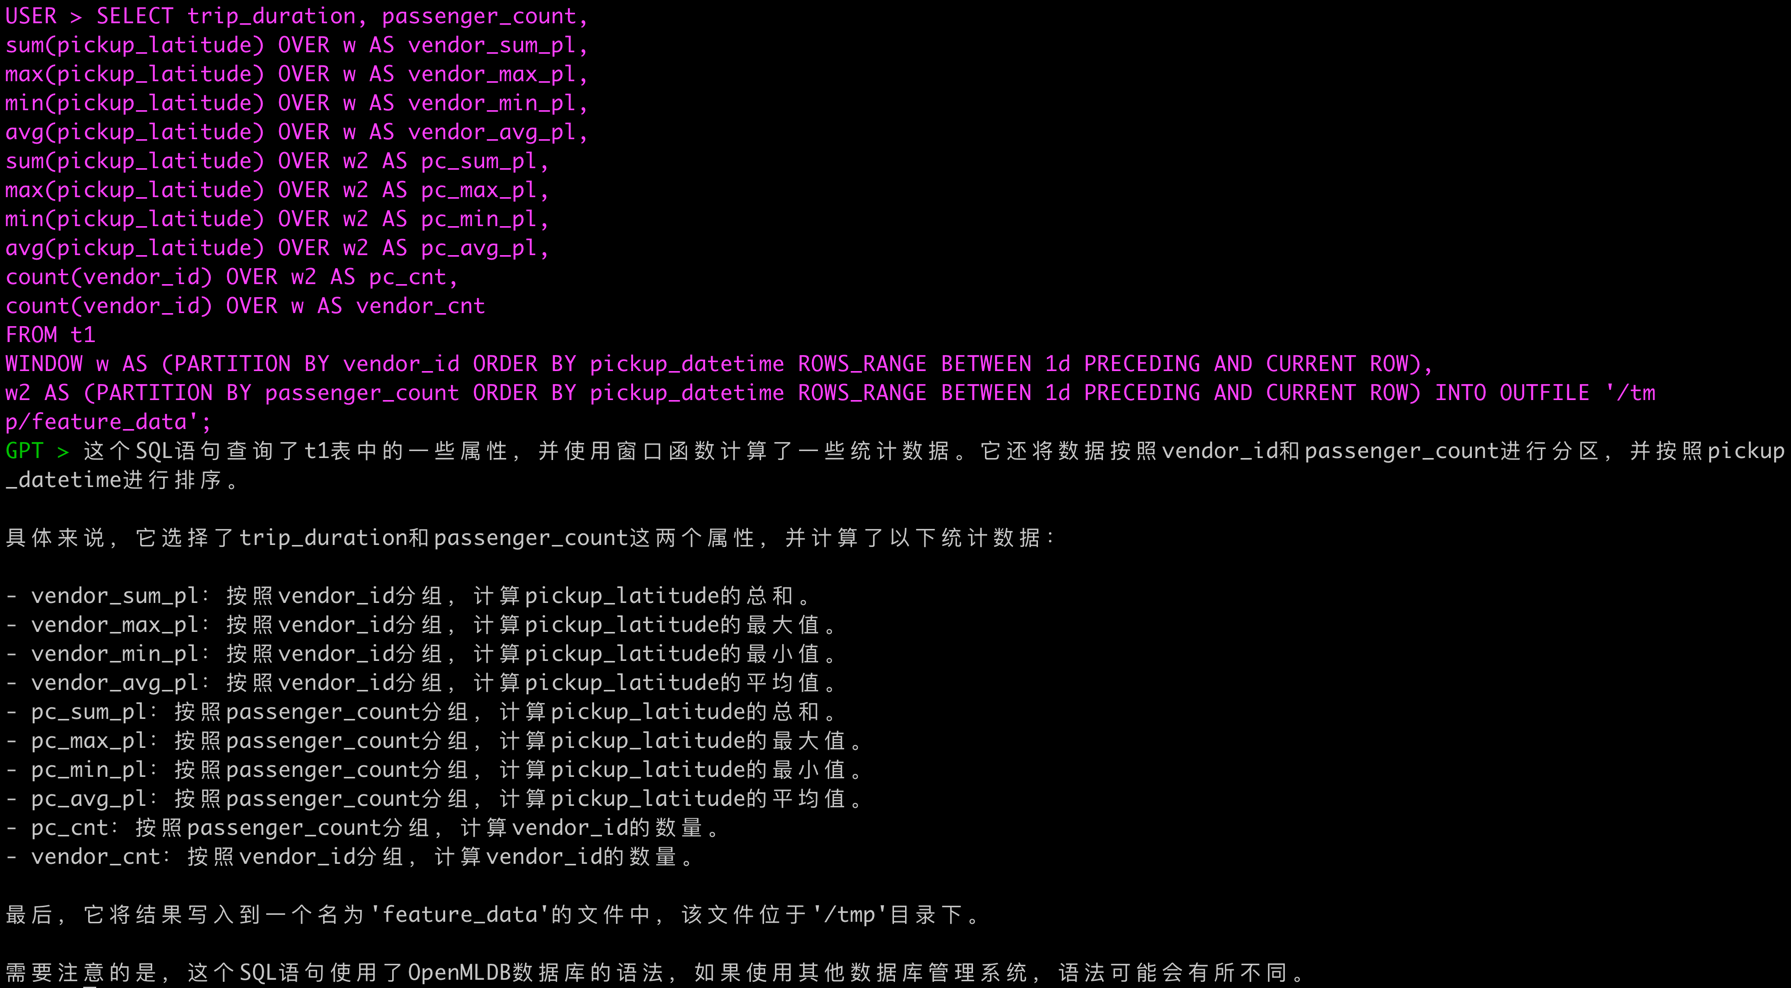 USER > SELECT trip_duration, passenger_count,
sum(pickup_latitude) OVER w AS vendor_sum_pl,
max(pickup_latitude) OVER w AS vendor_max_pl,
min(pickup_latitude) OVER w AS vendor_min_pl,
avg(pickup_latitude) OVER w AS vendor_avg_pl,
sum(pickup_latitude) OVER w2 AS pc_sum_pl,
max(pickup_latitude) OVER w2 AS pc_max_pl,
min(pickup_latitude) OVER w2 AS pc_min_pl,
avg(pickup_latitude) OVER w2 AS pc_avg_pl,
count(vendor_id) OVER w2 AS pc_cnt,
count(vendor_id) OVER w AS vendor_cnt
FROM t1
WINDOW w AS (PARTITION BY vendor_id ORDER BY pickup_datetime ROWS_RANGE BETWEEN 1d PRECEDING AND CURRENT ROW),
w2 AS (PARTITION BY passenger_count ORDER BY pickup_datetime ROWS_RANGE BETWEEN 1d PRECEDING AND CURRENT ROW) INTO OUTFILE '/tm
p/feature_data';
GPT > 这个SQL语句查询了t1表中的一些属性，并使用窗口函数计算了一些统计数据。它还将数据按照vendor_id和passenger_count进行分区，并按照pickup
_datetime进行排序。
具体来说，它选择了trip_duration和passenger_count这两个属性，并计算了以下统计数据：
- vendor_sum_pl：按照vendor_id分组，计算pickup_latitude的总和。
- vendor_max_pl：按照vendor_id分组，计算pickup_latitude的最大值。
- vendor_min_pl：按照vendor_id分组，计算pickup_latitude的最小值。
- vendor_avg_pl：按照vendor_id分组，计算pickup_latitude的平均值。
- pc_sum_pl：按照passenger_count分组，计算pickup_latitude的总和。
- pc_max_pl：按照passenger_count分组，计算pickup_latitude的最大值。
- pc_min_pl：按照passenger_count分组，计算pickup_latitude的最小值。
- pc_avg_pl：按照passenger_count分组，计算pickup_latitude的平均值。
- pc_cnt：按照passenger_count分组，计算vendor_id的数量。
- vendor_cnt：按照vendor_id分组，计算vendor_id的数量。
最后，它将结果写入到一个名为'feature_data'的文件中，该文件位于'/tmp'目录下。
需要注意的是，这个SQL语句使用了OpenMLDB数据库的语法，如果使用其他数据库管理系统，语法可能会有所不同。